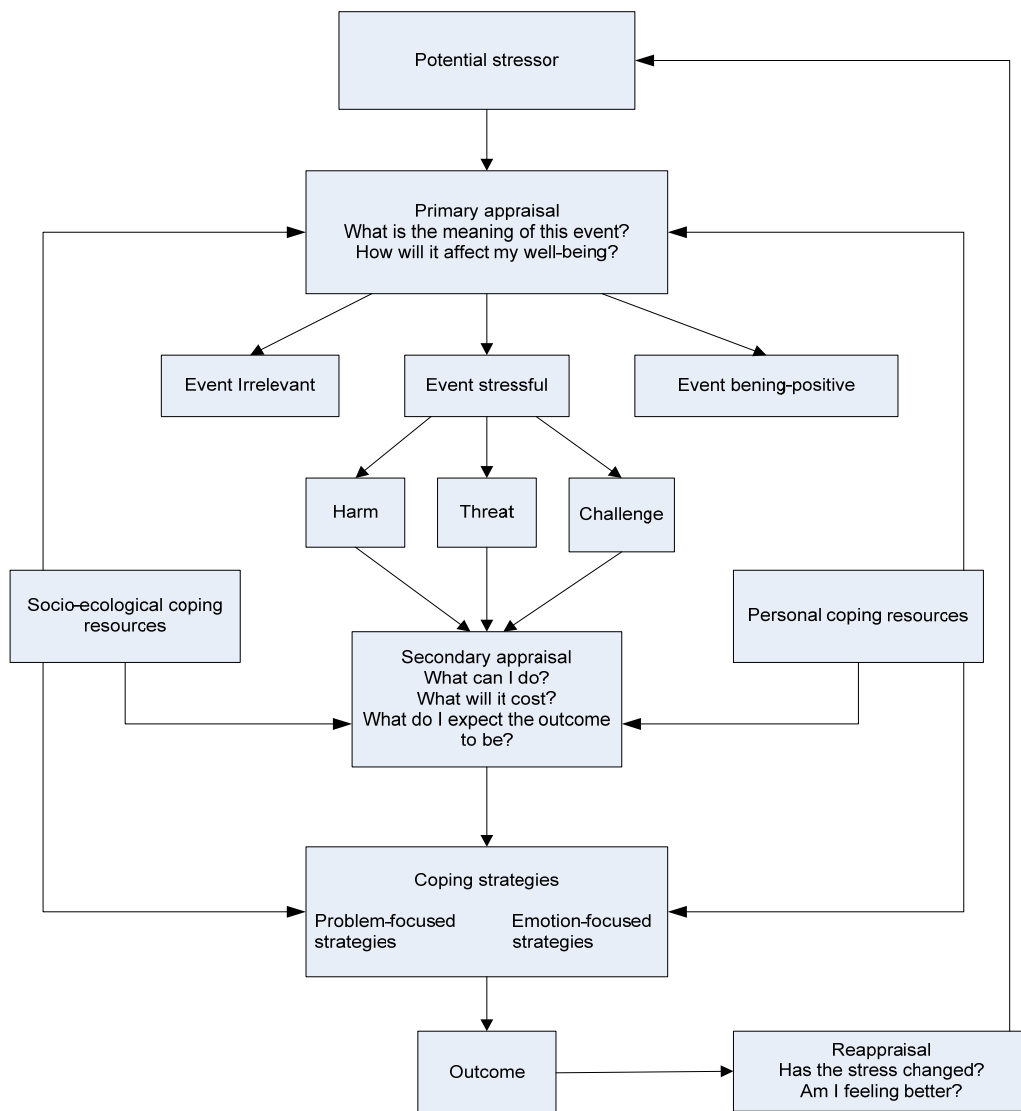 Potential stressor
Primary appraisal
What is the meaning of this event?
How will it affect my well-being?
Event Irrelevant
Event stressful
Event bening-positive
Harm
Threat
Challenge
Socio-ecological coping
resources
Personal coping resources
Secondary appraisal
What can I do?
What will it cost?
What do I expect the outcome
to be?
Coping strategies
Problem-focused
strategies
Emotion-focused
strategies
Outcome
Reappraisal
Has the stress changed?
Am I feeling better?